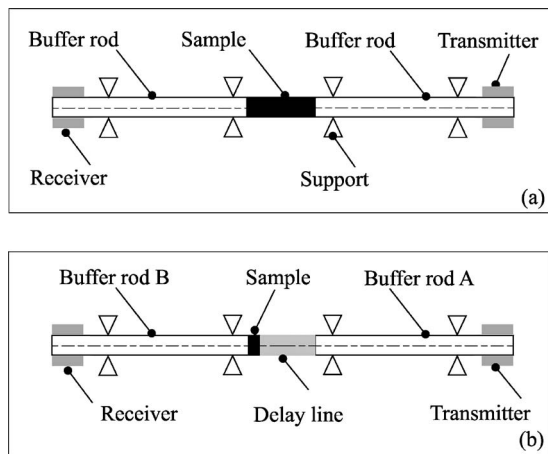 Buffer rod Sample Buffer rod Transmitter
Receiver Support
(a)
Buffer rod B Sample Buffer rod A
Receiver Delay line Transmitter
(b)